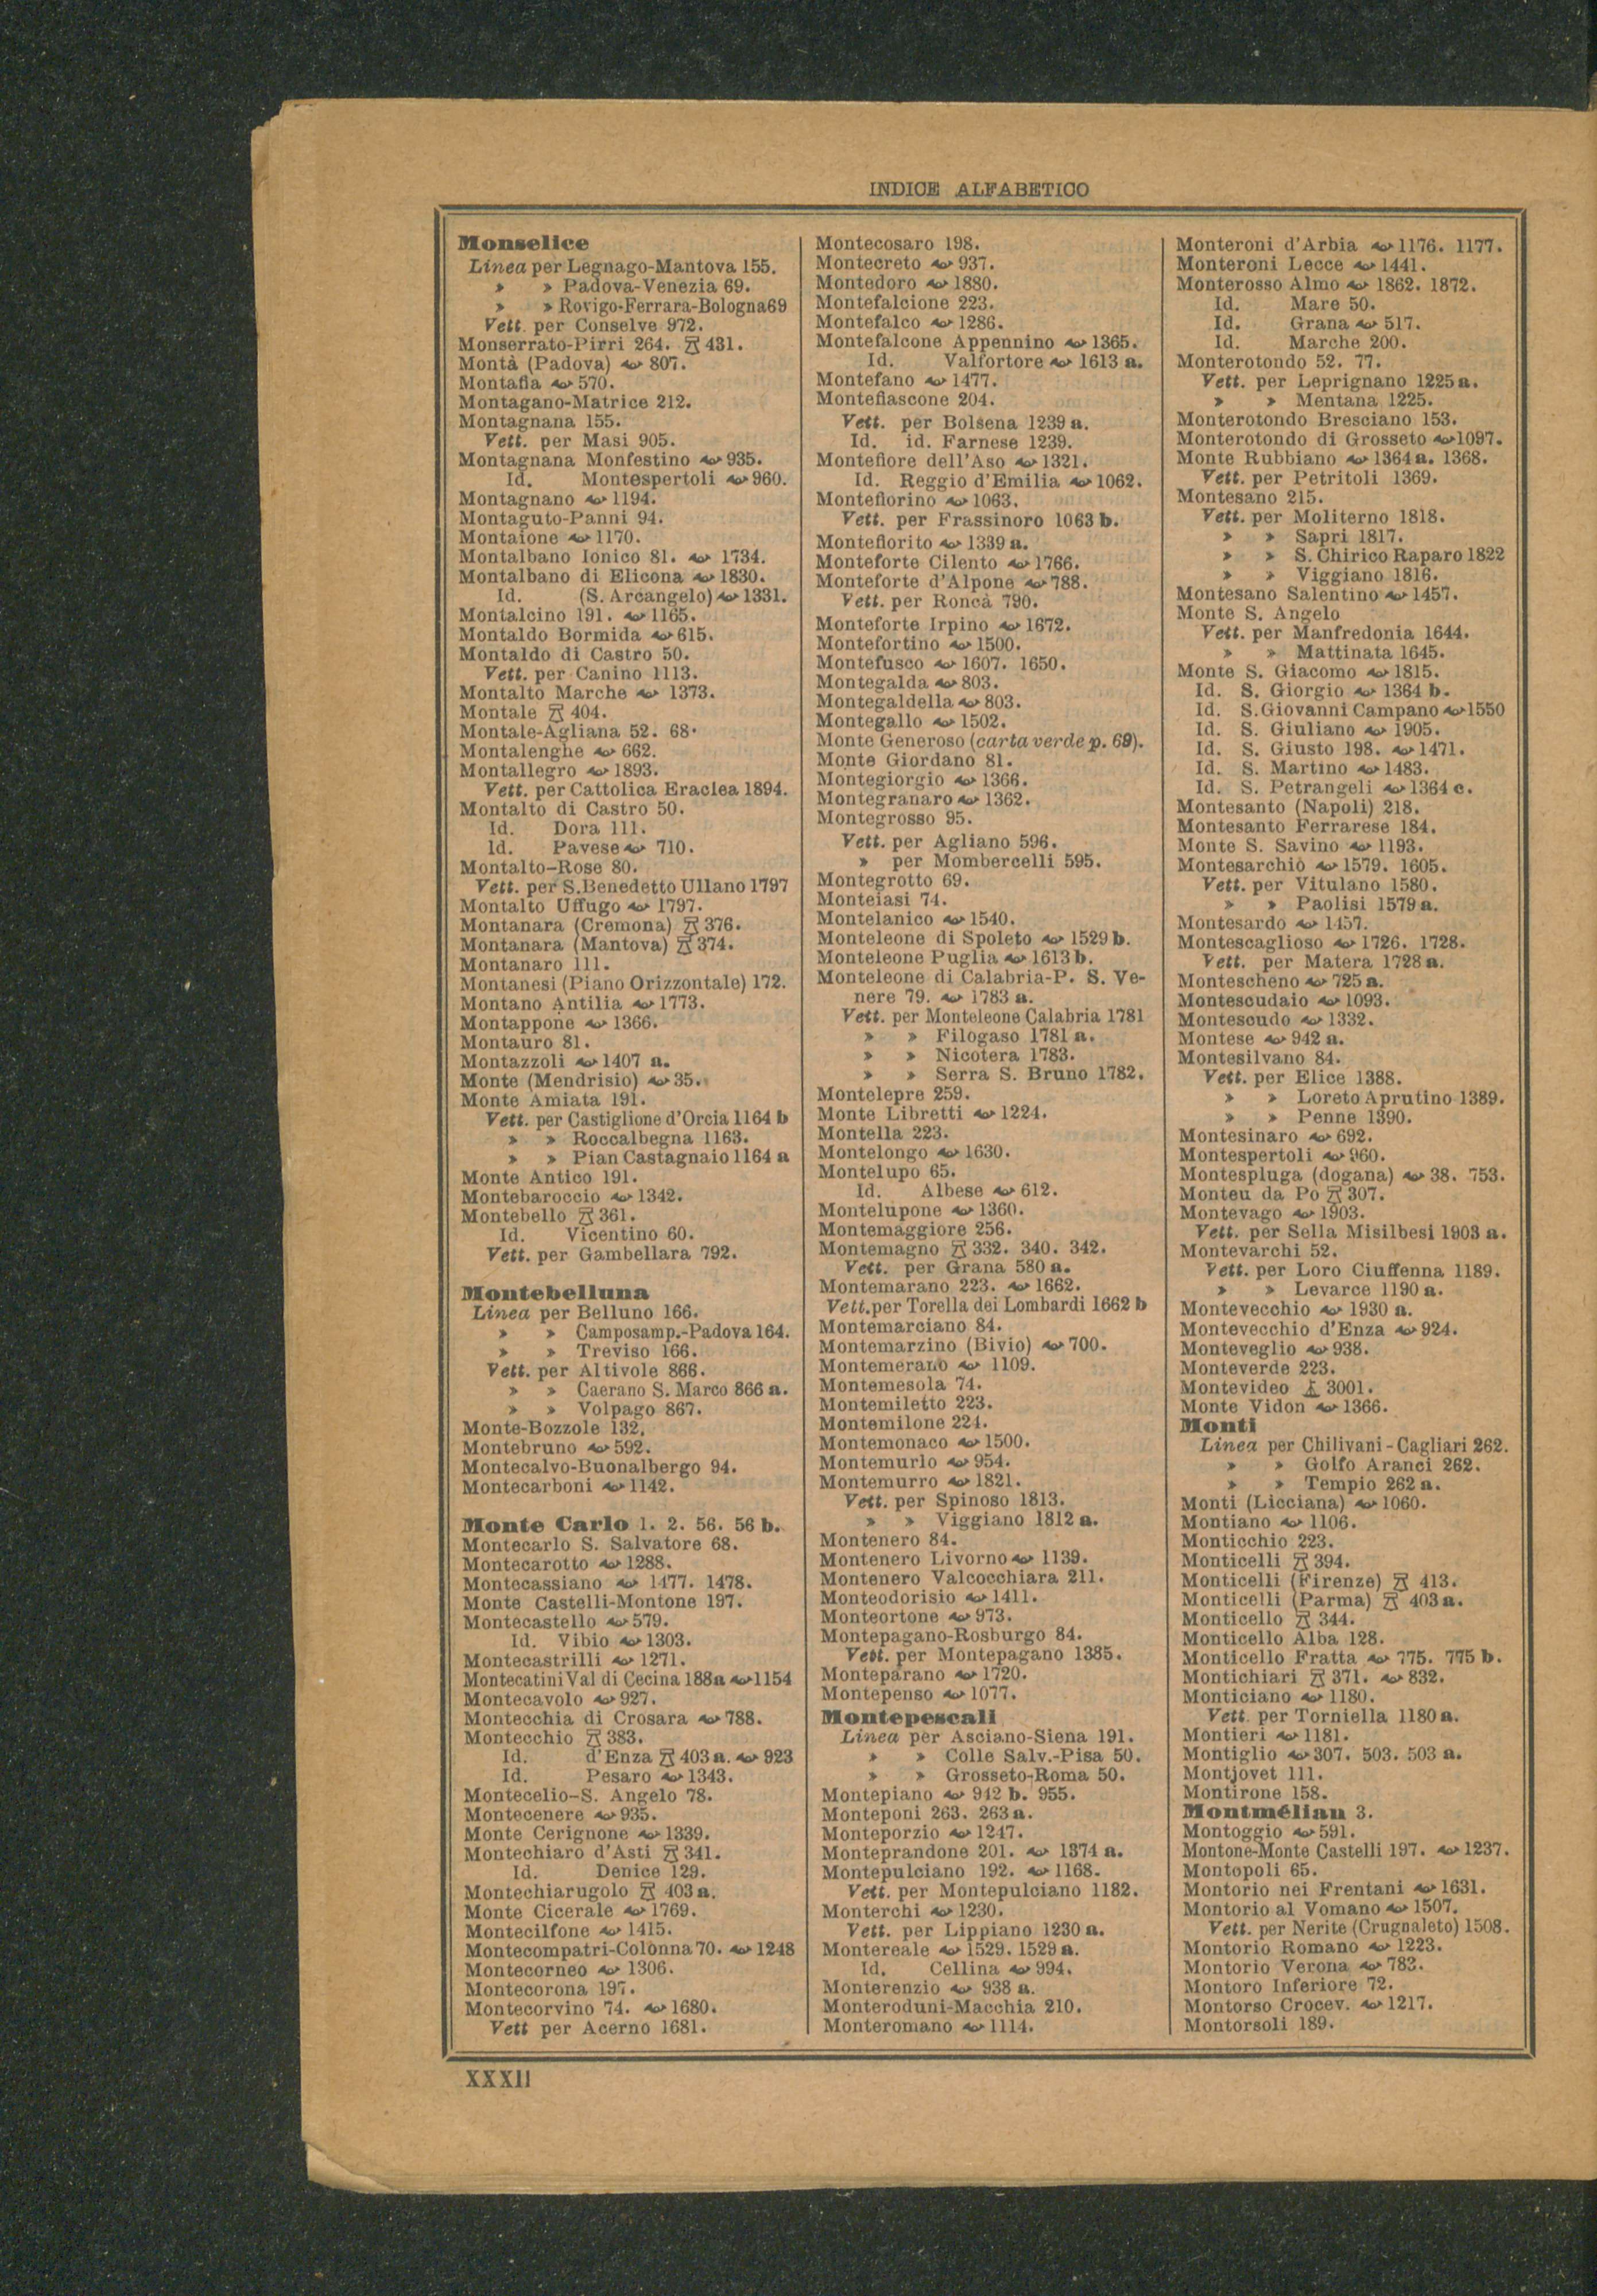 INDICE ALFABETICO
Monselice
Linea per Legnago-Mantova 155.
» » Padova-Venezia 69.
» » Rovigo-Ferrara-Bologna 69
Vett. per Conselve 972.
Monserrato-Pirri 264. 431.
Montà (Padova) 807.
Montafia 570.
Montagano-Matrice 212.
Montagnana 155.
Vett. per Masi 905.
Montagnana Monfestino 935.
Id. Montespertoli 960.
Montagnano 1194.
Montaguto-Panni 94.
Montaione 1170.
Montalbano Ionico 81. 1734.
Montalbano di Elicona 1830.
Id. (S. Arcangelo) 1331.
Montalcino 191. 1165.
Montaldo Bormida 615.
Montaldo di Castro 50.
Vett. per Canino 1113.
Montalto Marche 1373.
Montale 404.
Montale-Agliana 52. 68.
Montalenghe 662.
Montallegro 1893.
Vett. per Cattolica Eraclea 1894.
Montalto di Castro 50.
Id. Dora 111.
Id. Pavese 710.
Montalto-Rose 80.
Vett. per S. Benedetto Ullano 1797
Montalto Uffugo 1797.
Montanara (Cremona) 376.
Montanara (Mantova) 374.
Montanaro 111.
Montanesi (Piano Orizzontale) 172.
Montano Antilia 1773.
Montappone 1366.
Montauro 81.
Montazzoli 1407 a.
Monte (Mendrisio) 35.
Monte Amiata 191.
Vett. per Castiglione d'Orcia 1164 b
» » Roccalbegna 1163.
» » Pian Castagnaio 1164 a
Monte Antico 191.
Montebaroccio 1342.
Montebello 361.
Id. Vicentino 60.
Vett. per Gambellara 792.
Montebelluna
Linea per Belluno 166.
» » Camposamp.-Padova 164.
» » Treviso 166.
Vett. per Altivole 866.
» » Caerano S. Marco 866 a.
» » Volpago 867.
Monte-Bozzole 132.
Montebruno 592.
Montecalvo-Buonalbergo 94.
Montecarboni 1142.
Monte Carlo 1. 2. 56. 56 b.
Montecarlo S. Salvatore 68.
Montecarotto 1288.
Montecassiano 1477. 1478.
Monte Castelli-Montone 197.
Montecastello 579.
Id. Vibio 1303.
Montecastrilli 1271.
Montecatini Val di Cecina 188a 1154
Montecavolo 927.
Montecchia di Crosara 788.
Montecchio 383.
Id. d'Enza 403 a. 923
Id. Pesaro 1343.
Montecelio-S. Angelo 78.
Montecenere 935.
Monte Cerignone 1339.
Montechiaro d'Asti 341.
Id. Denice 129.
Montechiarugolo 403 a.
Monte Cicerale 1769.
Montecilfone 1415.
Montecompatri-Colonna 70. 1248
Montecorneo 1306.
Montecorona 197.
Montecorvino 74. 1680.
Vett per Acerno 1681.
Montecosaro 198.
Montecreto 937.
Montedoro 1880.
Montefalcione 223.
Montefalco 1286.
Montefalcone Appennino 1365.
Id. Valfortore 1613 a.
Montefano 1477.
Montefiascone 204.
Vett. per Bolsena 1239 a.
Id. id. Farnese 1239.
Montefiore dell'Aso 1321.
Id. Reggio d'Emilia 1062.
Montefiorino 1063.
Vett. per Frassinoro 1063 b.
Montefiorito 1339 a.
Monteforte Cilento 1766.
Monteforte d'Alpone 788.
Vett. per Roncà 790.
Monteforte Irpino 1672.
Montefortino 1500.
Montefusco 1607. 1650.
Montegalda 803.
Montegaldella 803.
Montegallo 1502.
Monte Generoso (carta verde p. 69).
Monte Giordano 81.
Montegiorgio 1366.
Montegranaro 1362.
Montegrosso 95.
Vett. per Agliano 596.
» per Mombercelli 595.
Montegrotto 69.
Monteiasi 74.
Montelanico 1540.
Monteleone di Spoleto 1529 b.
Monteleone Puglia 1613 b.
Monteleone di Calabria-P. S. Ve-
nere 79. 1783 a.
Vett. per Monteleone Calabria 1781
» » Filogaso 1781 a.
» » Nicotera 1783.
» » Serra S. Bruno 1782.
Montelepre 259.
Monte Libretti 1224.
Montella 223.
Montelongo 1630.
Montelupo 65.
Id. Albese 612.
Montelupone 1360.
Montemaggiore 256.
Montemagno 332. 340. 342.
Vett. per Grana 580 a.
Montemarano 223. 1662.
Vett. per Torella dei Lombardi 1662 b
Montemarciano 84.
Montemarzino (Bivio) 700.
Montemerano 1109.
Montemesola 74.
Montemiletto 223.
Montemilone 224.
Montemonaco 1500.
Montemurlo 954.
Montemurro 1821.
Vett. per Spinoso 1813.
» » Viggiano 1812 a.
Montenero 84.
Montenero Livorno 1139.
Montenero Valcocchiara 211.
Monteodorisio 1411.
Monteortone 973.
Montepagano-Rosburgo 84.
Vett. per Montepagano 1385.
Monteparano 1720.
Montepenso 1077.
Montepescali
Linea per Asciano-Siena 191.
» » Colle Salv.-Pisa 50.
» » Grosseto-Roma 50.
Montepiano 942 b. 955.
Monteponi 263. 263 a.
Monteporzio 1247.
Monteprandone 201. 1374 a.
Montepulciano 192. 1168.
Vett. per Montepulciano 1182.
Monterchi 1230.
Vett. per Lippiano 1230 a.
Montereale 1529. 1529 a.
Id. Cellina 994.
Monterenzio 938 a.
Monteroduni-Macchia 210.
Monteromano 1114.
Monteroni d'Arbia 1176. 1177.
Monteroni Lecce 1441.
Monterosso Almo 1862. 1872.
Id. Mare 50.
Id. Grana 517.
Id. Marche 200.
Monterotondo 52. 77.
Vett. per Leprignano 1225 a.
» » Mentana 1225.
Monterotondo Bresciano 153.
Monterotondo di Grosseto 1097.
Monte Rubbiano 1364 a. 1368.
Vett. per Petritoli 1369.
Montesano 215.
Vett. per Moliterno 1818.
» » Sapri 1817.
» » S. Chirico Raparo 1822
» » Viggiano 1816.
Montesano Salentino 1457.
Monte S. Angelo
Vett. per Manfredonia 1644.
» » Mattinata 1645.
Monte S. Giacomo 1815.
Id. S. Giorgio 1364 b.
Id. S. Giovanni Campano 1550
Id. S. Giuliano 1905.
Id. S. Giusto 198. 1471.
Id. S. Martino 1483.
Id. S. Petrangeli 1364 c.
Montesanto (Napoli) 218.
Montesanto Ferrarese 184.
Monte S. Savino 1193.
Montesarchiò 1579. 1605.
Vett. per Vitulano 1580.
» » Paolisi 1579 a.
Montesardo 1457.
Montescaglioso 1726. 1728.
Vett. per Matera 1728 a.
Montescheno 725 a.
Montescudaio 1093.
Montescudo 1332.
Montese 942 a.
Montesilvano 84.
Vett. per Elice 1388.
» » Loreto Aprutino 1389.
» » Penne 1390.
Montesinaro 692.
Montespertoli 960.
Montespluga (dogana) 38. 753.
Monteu da Po 307.
Montevago 1903.
Vett. per Sella Misilbesi 1903 a.
Montevarchi 52.
Vett. per Loro Ciuffenna 1189.
» » Levarce 1190 a.
Montevecchio 1930 a.
Montevecchio d'Enza 924.
Monteveglio 938.
Monteverde 223.
Montevideo 3001.
Monte Vidon 1366.
Monti
Linea per Chilivani-Cagliari 262.
» » Golfo Aranci 262.
» » Tempio 262 a.
Monti (Licciana) 1060.
Montiano 1106.
Monticchio 223.
Monticelli 394.
Monticelli (Firenze) 413.
Monticelli (Parma) 403 a.
Monticello 344.
Monticello Alba 128.
Monticello Fratta 775. 775 b.
Montichiari 371. 832.
Monticiano 1180.
Vett. per Torniella 1180 a.
Montieri 1181.
Montiglio 307. 503. 503 a.
Montjovet 111.
Montirone 158.
Montmélian 3.
Montoggio 591.
Montone-Monte Castelli 197. 1237.
Montopoli 65.
Montorio nei Frentani 1631.
Montorio al Vomano 1507.
Vett. per Nerite (Crugnaleto) 1508.
Montorio Romano 1223.
Montorio Verona 783.
Montoro Inferiore 72.
Montorso Crocev. 1217.
Montorsoli 189.
XXXII